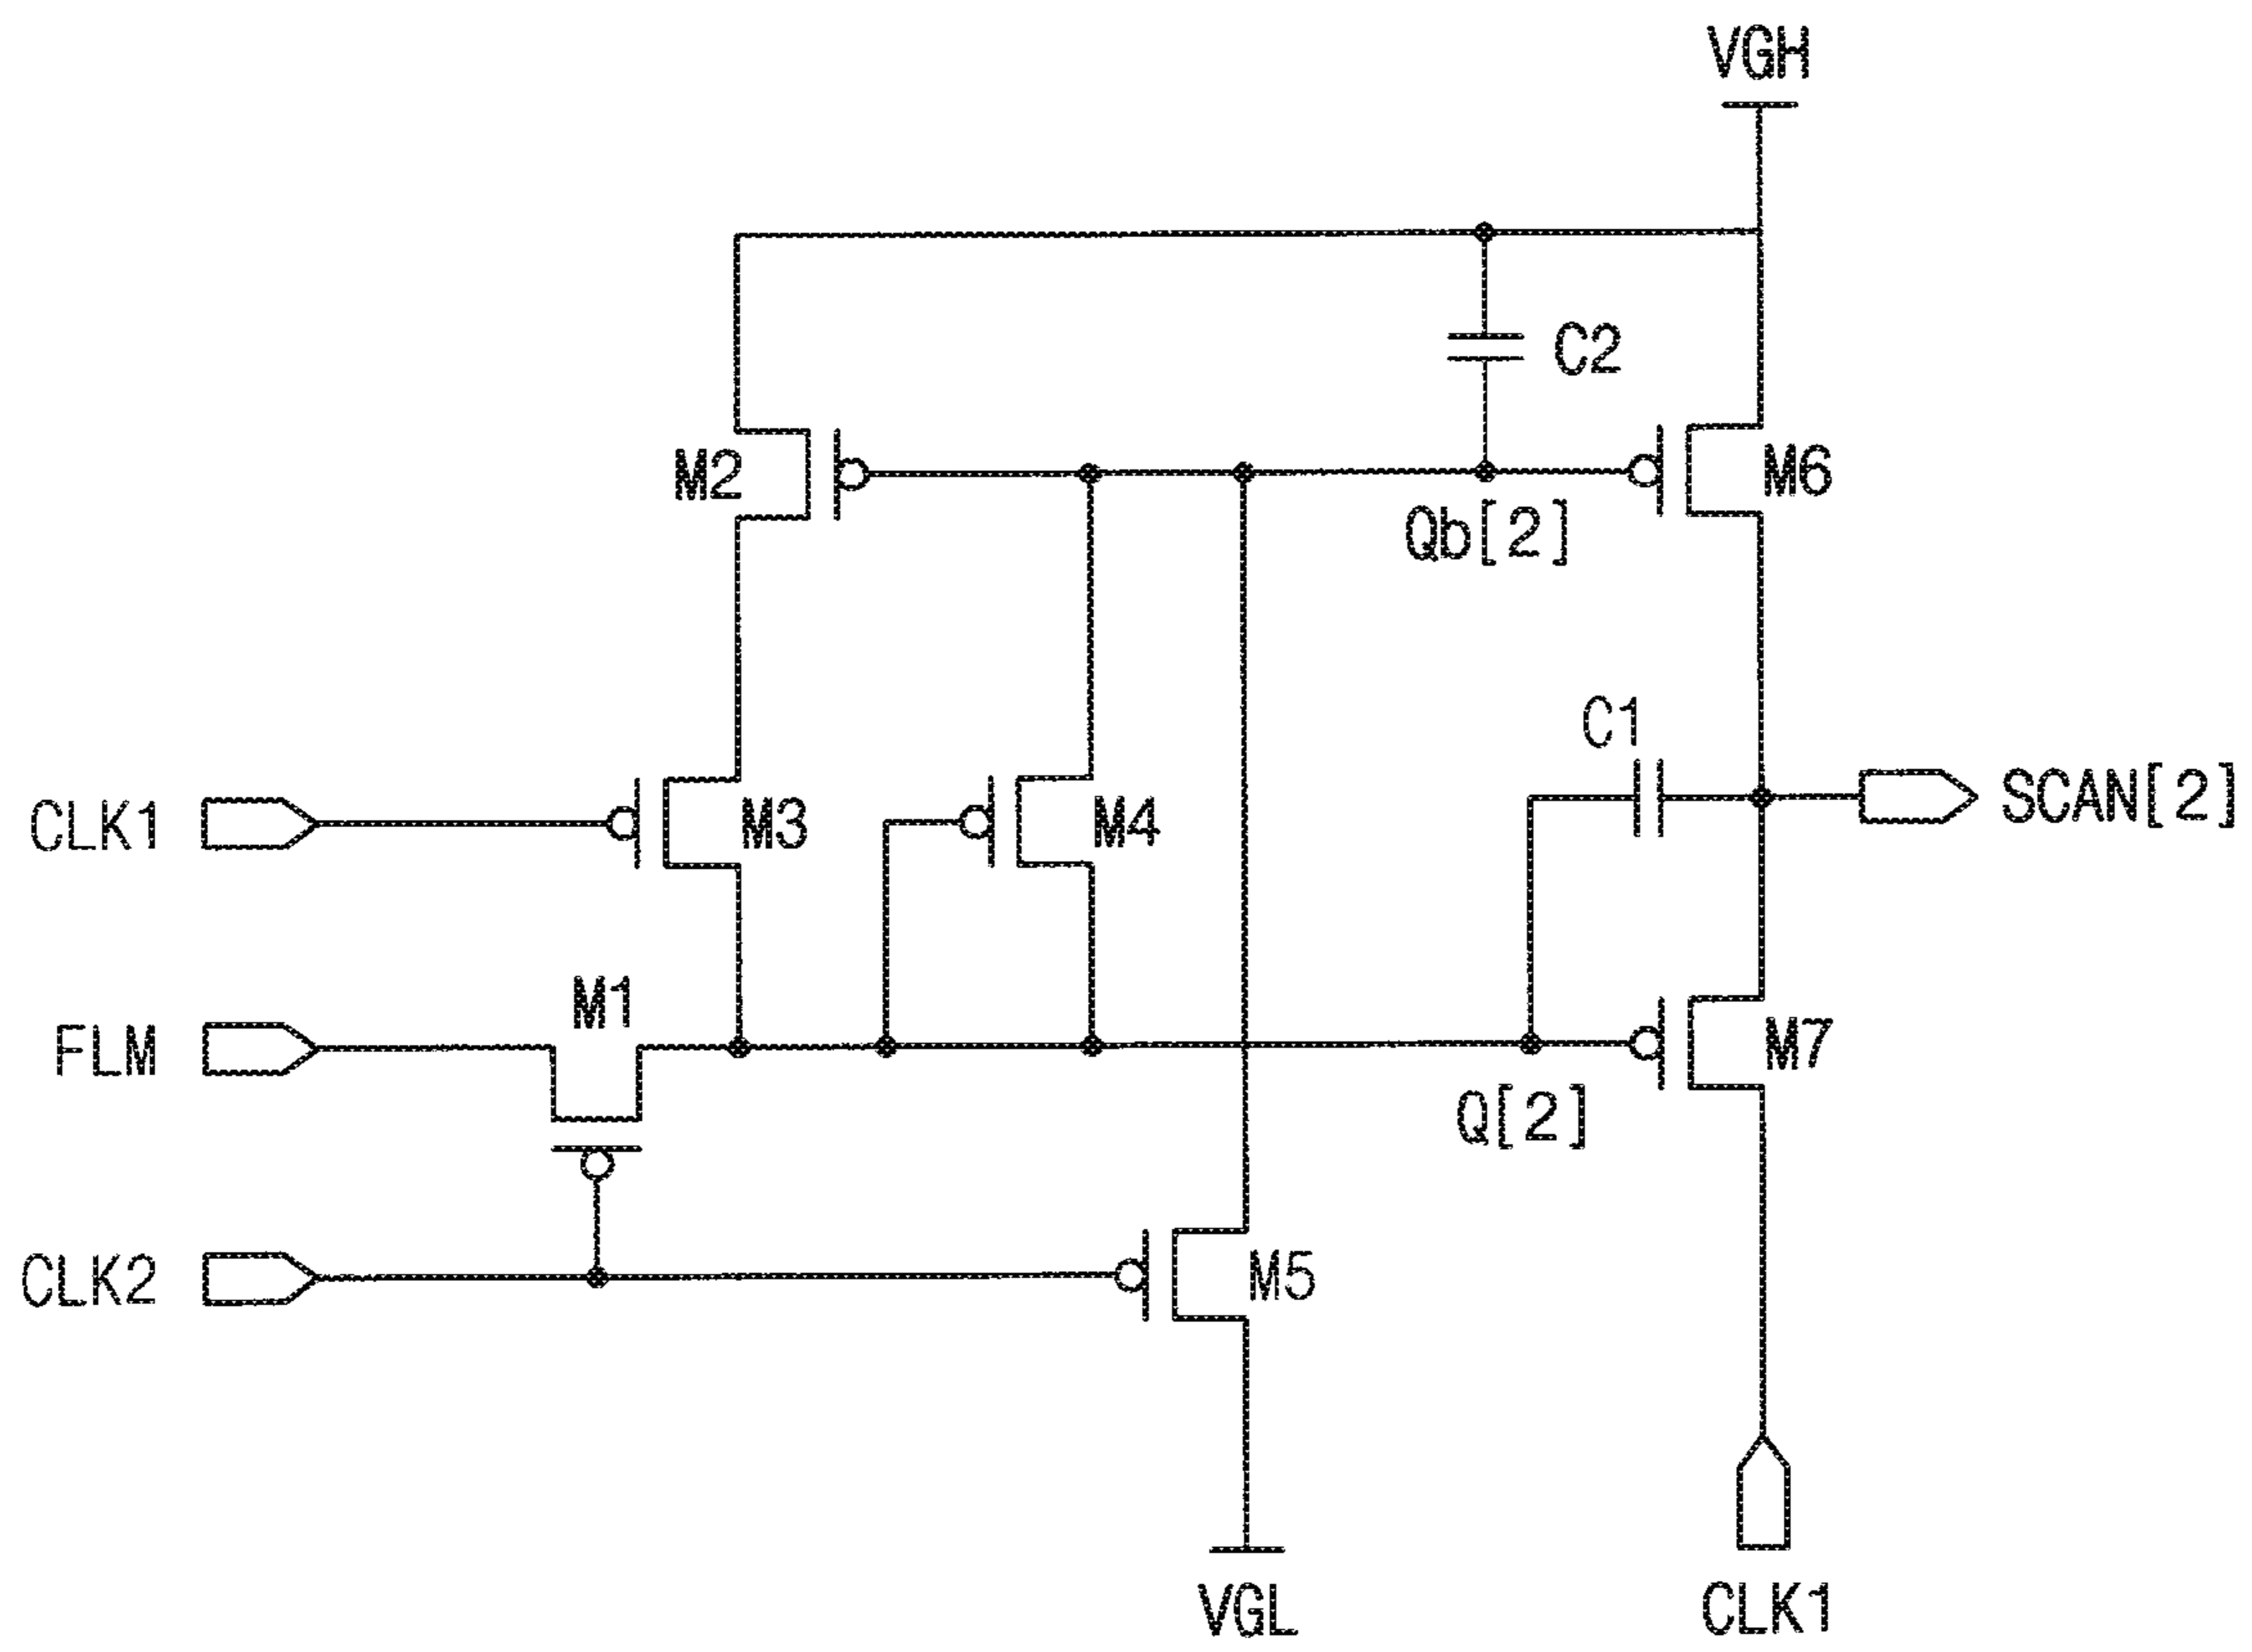 VGH
C2
M2
M6
Qb[2]
C1
CLK1
M3
M4
SCAN[2]
M1
FLM
M7
Q[2]
CLK2
M5
VGL
CLK1